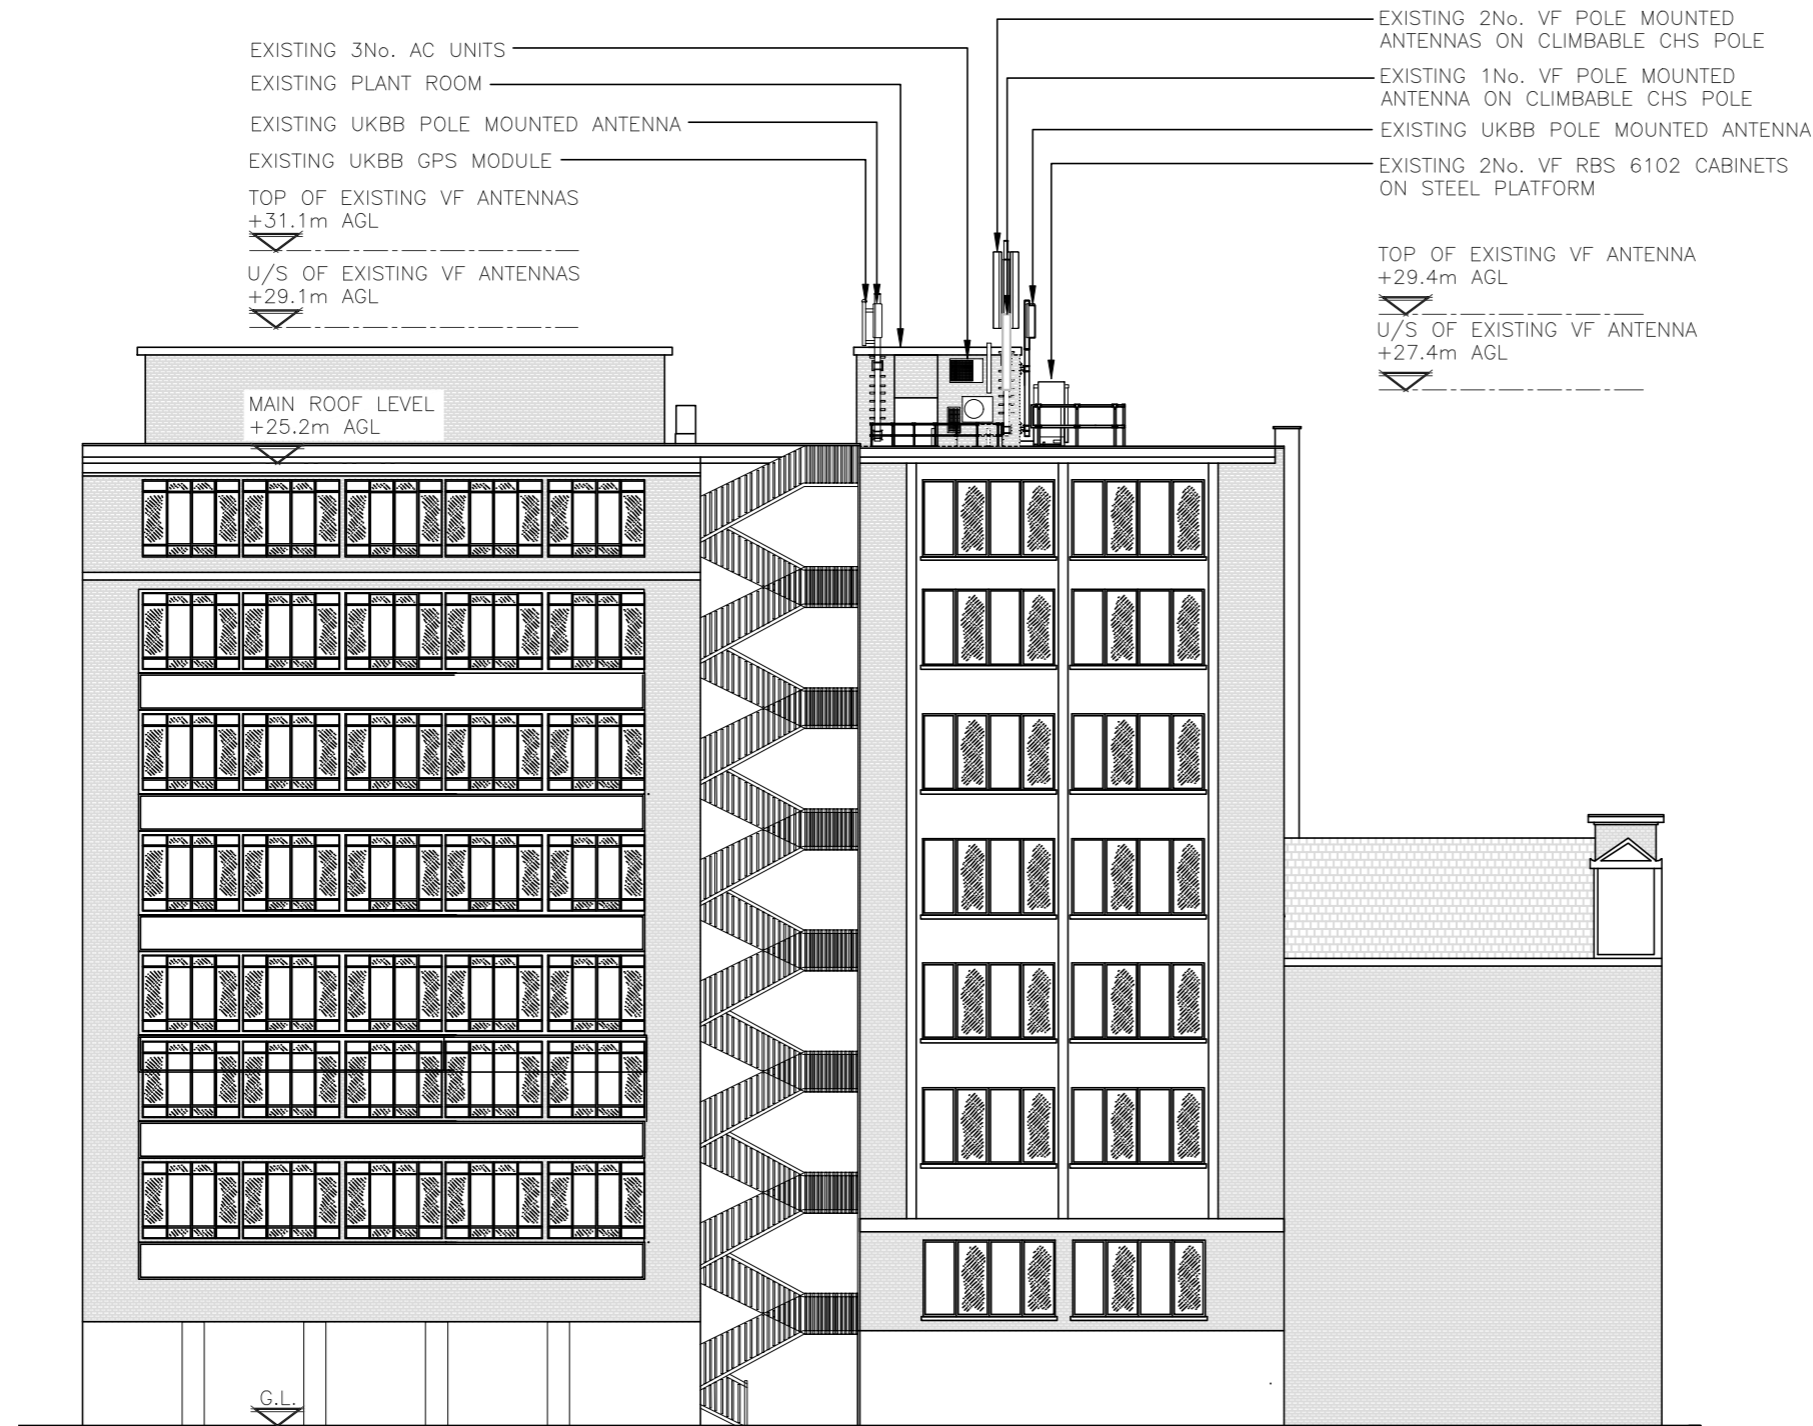 EXISTING 3No. AC UNITS
EXISTING PLANT ROOM
EXISTING UKBB POLE MOUNTED ANTENNA
EXISTING UKBB GPS MODULE
TOP OF EXISTING VF ANTENNAS
+31.1m AGL
U/S OF EXISTING VF ANTENNAS
+29.1m AGL
MAIN ROOF LEVEL
+25.2m AGL
G.L.
EXISTING 2No. VF POLE MOUNTED
ANTENNAS ON CLIMBABLE CHS POLE
EXISTING 1No. VF POLE MOUNTED
ANTENNA ON CLIMBABLE CHS POLE
EXISTING UKBB POLE MOUNTED ANTENNA
EXISTING 2No. VF RBS 6102 CABINETS
ON STEEL PLATFORM
TOP OF EXISTING VF ANTENNA
+29.4m AGL
U/S OF EXISTING VF ANTENNA
+27.4m AGL